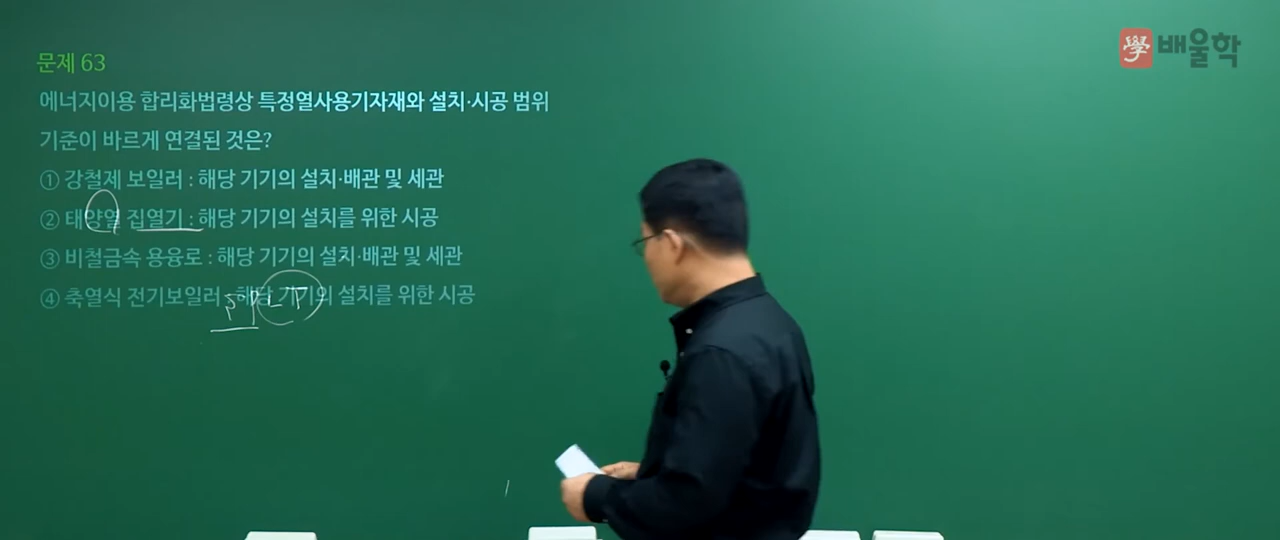 學 배울학
문제 63
에너지이용 합리화법령상 특정열사용기자재와 설치·시공 범위
기준이 바르게 연결된 것은?
① 강철제 보일러 : 해당 기기의 설치·배관 및 세관
② 태양열 집열기 : 해당 기기의 설치를 위한 시공
③ 비철금속 용융로 : 해당 기기의 설치·배관 및 세관
④ 축열식 전기보일러 : 해당 기기의 설치를 위한 시공